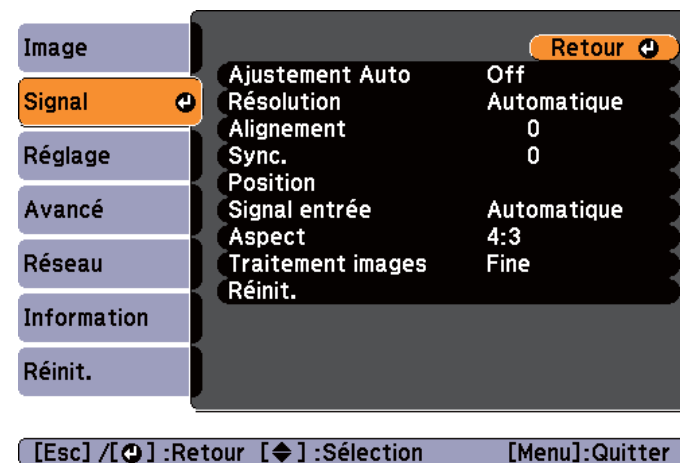 Image
Signal
Réglage
Avancé
Réseau
Information
Réinit.
Retour
Ajustement Auto Off
Résolution Automatique
Alignement 0
Sync. 0
Position
Signal entrée Automatique
Aspect 4:3
Traitement images Fine
Réinit.
[Esc] /[⏎] :Retour [◆] :Sélection [Menu]:Quitter